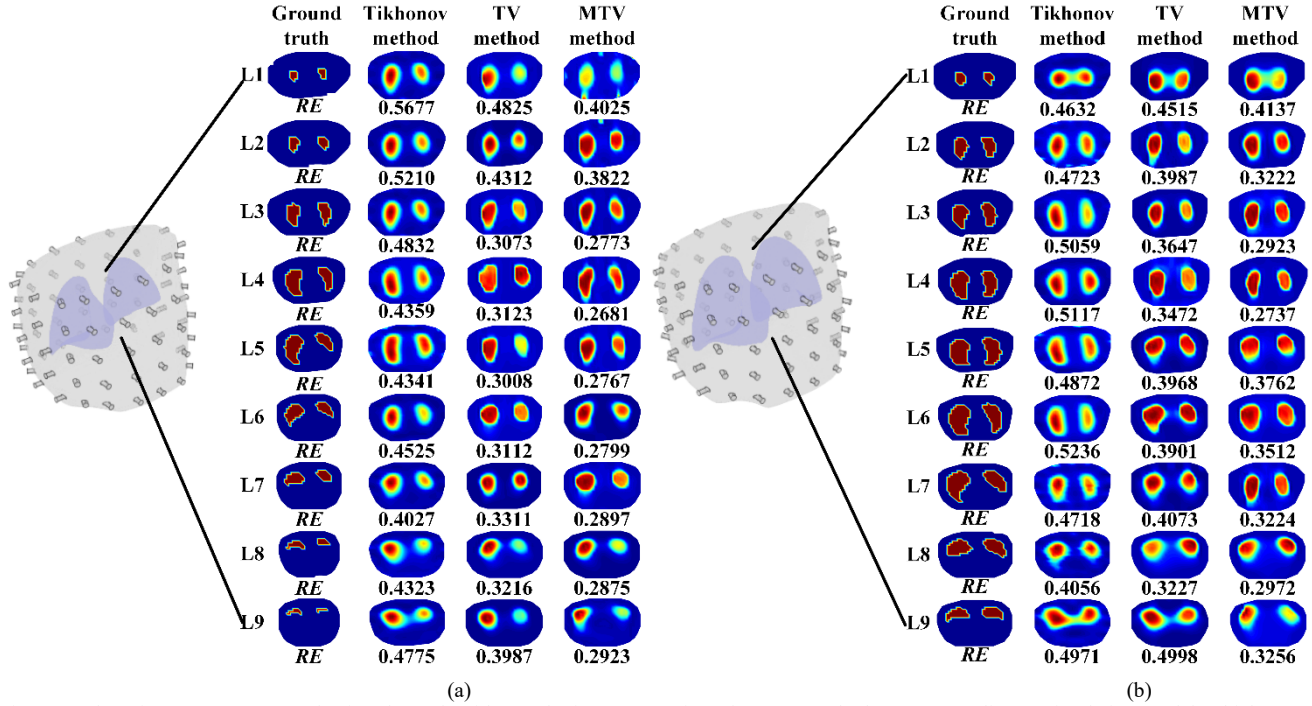 Ground Tikhonov TV MTV
truth method method method
L1
RE 0.5677 0.4825 0.4025
L2
RE 0.5210 0.4312 0.3822
L3
RE 0.4832 0.3073 0.2773
L4
RE 0.4359 0.3123 0.2681
L5
RE 0.4341 0.3008 0.2767
L6
RE 0.4525 0.3112 0.2799
L7
RE 0.4027 0.3311 0.2897
L8
RE 0.4323 0.3216 0.2875
L9
RE 0.4775 0.3987 0.2923
(a)
Ground Tikhonov TV MTV
truth method method method
L1
RE 0.4632 0.4515 0.4137
L2
RE 0.4723 0.3987 0.3222
L3
RE 0.5059 0.3647 0.2923
L4
RE 0.5117 0.3472 0.2737
L5
RE 0.4872 0.3968 0.3762
L6
RE 0.5236 0.3901 0.3512
L7
RE 0.4718 0.4073 0.3224
L8
RE 0.4056 0.3227 0.2972
L9
RE 0.4971 0.4998 0.3256
(b)